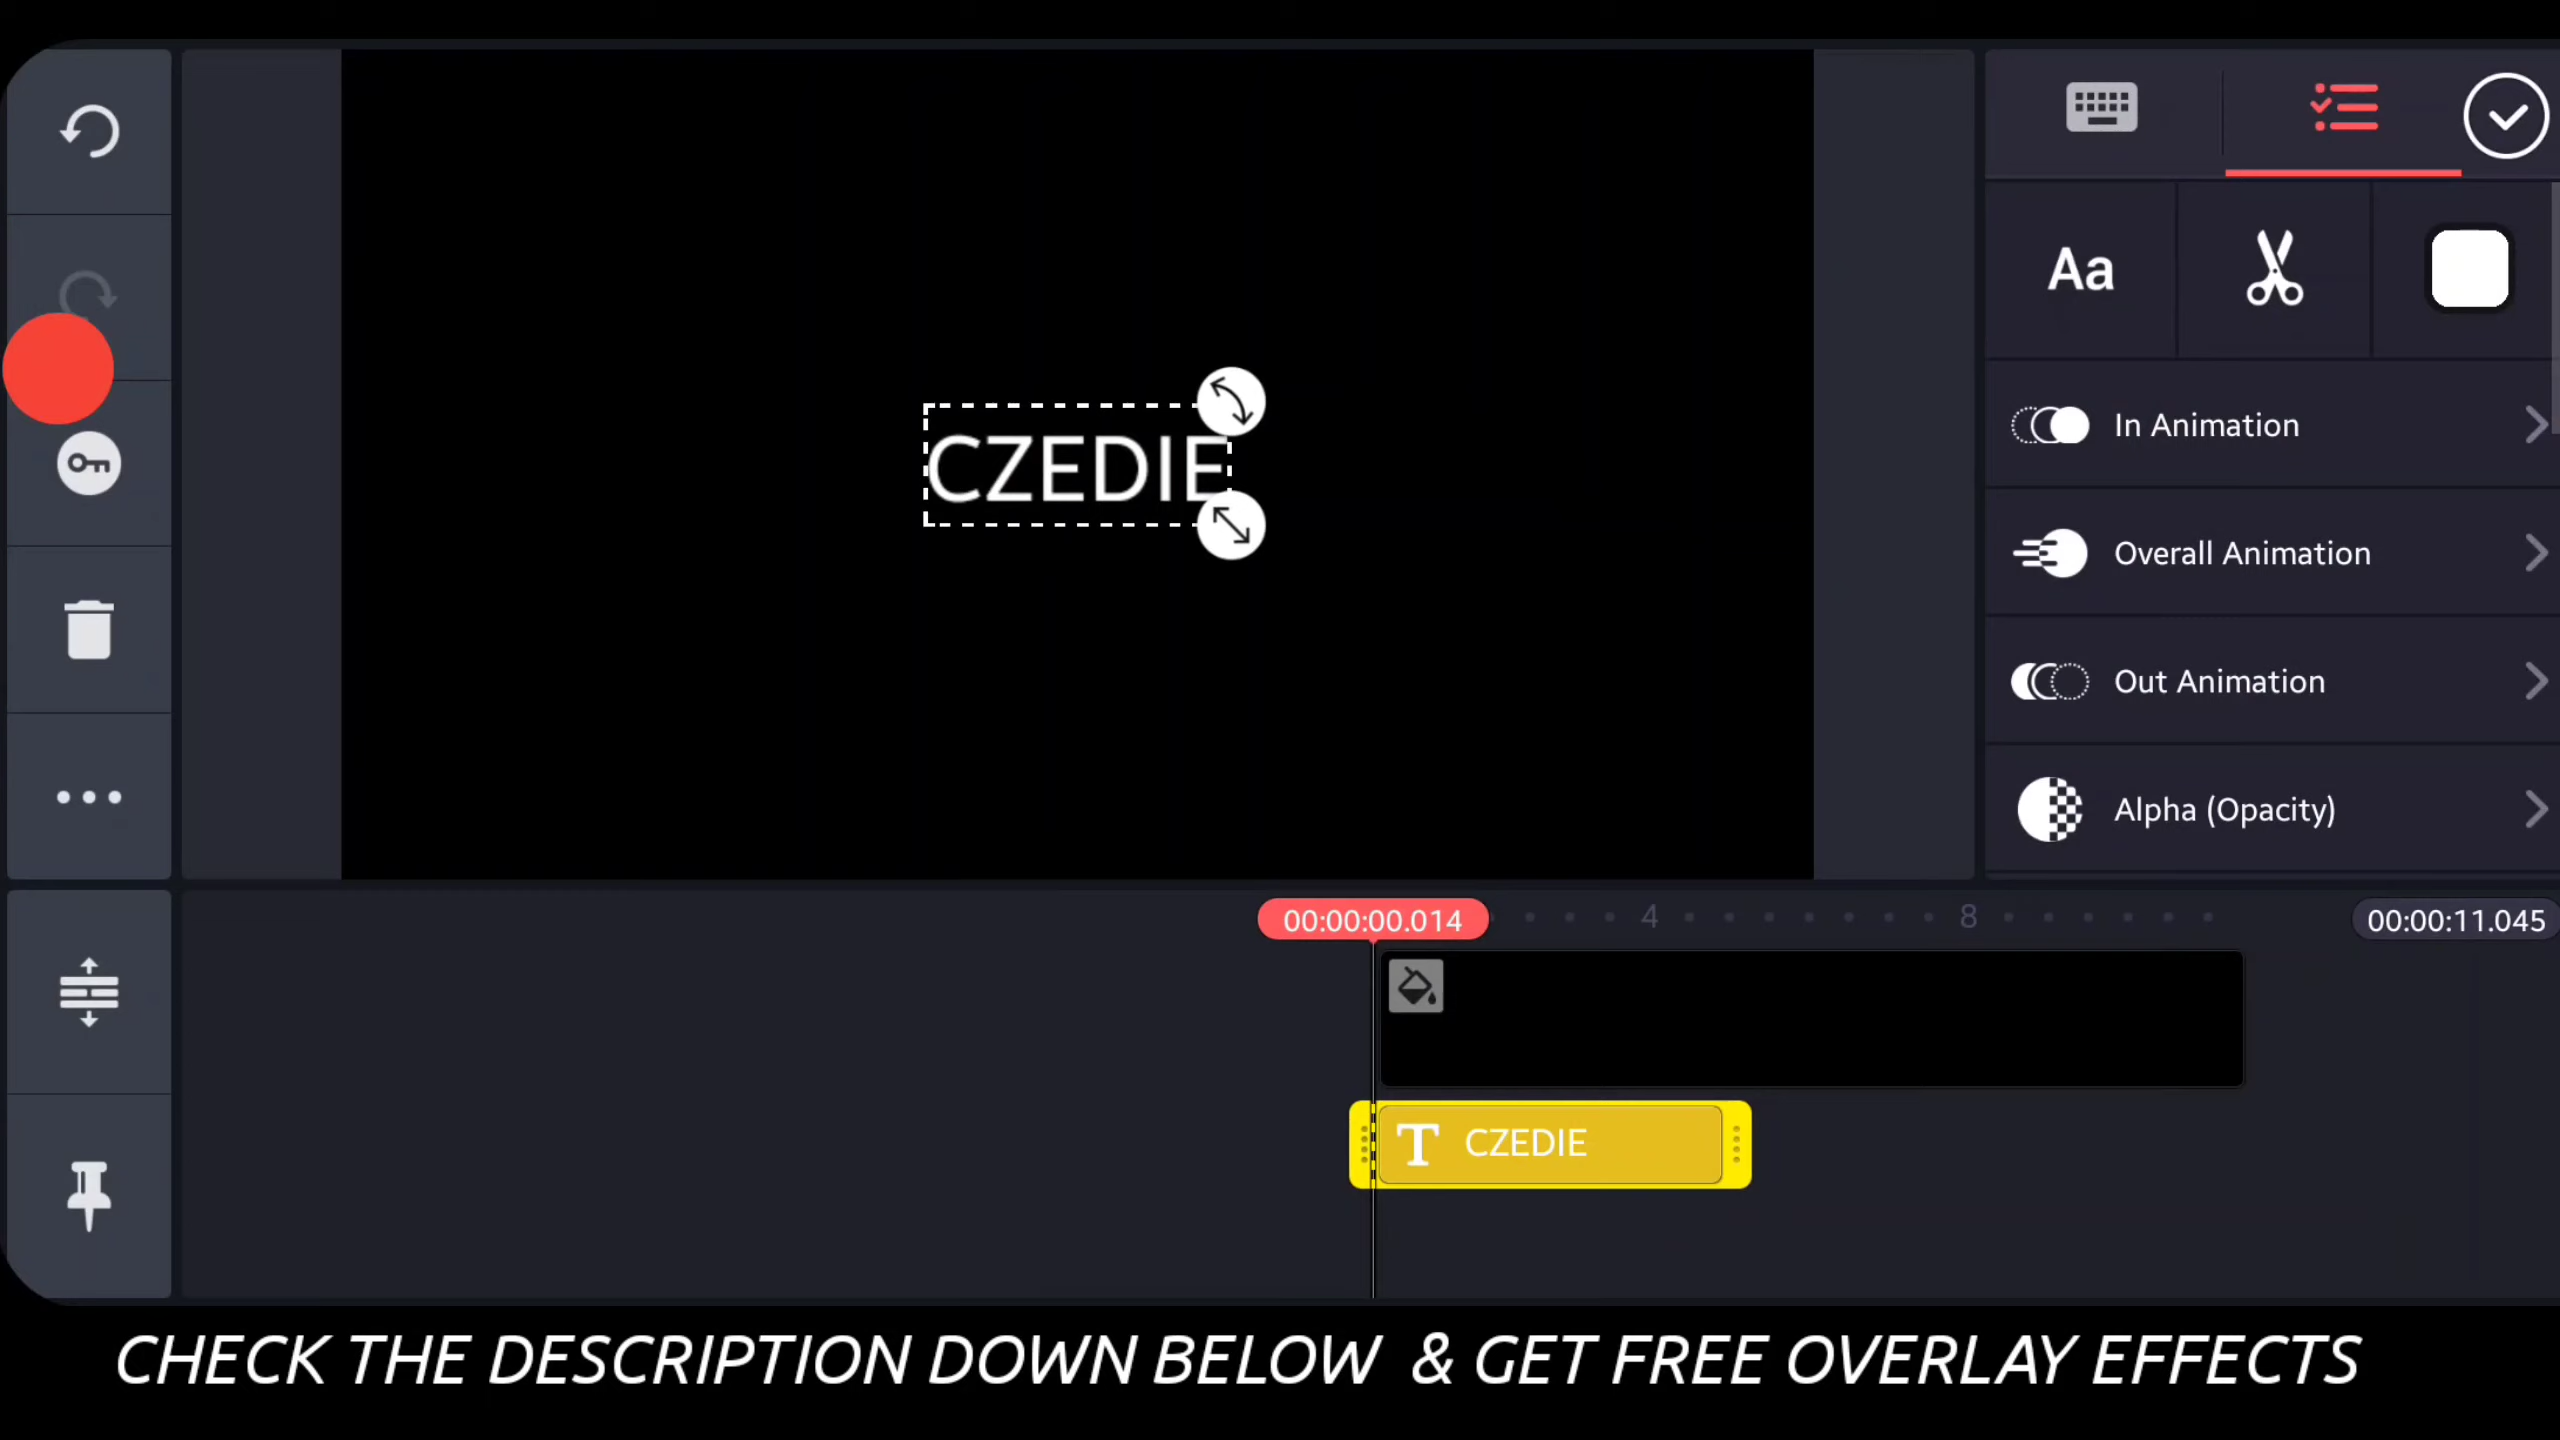 Aa
In Animation
CZEDIE
Overall Animation
Out Animation
Alpha (Opacity)
00:00:00.014
4
8
00:00:11.045
T CZEDIE
CHECK THE DESCRIPTION DOWN BELOW & GET FREE OVERLAY EFFECTS